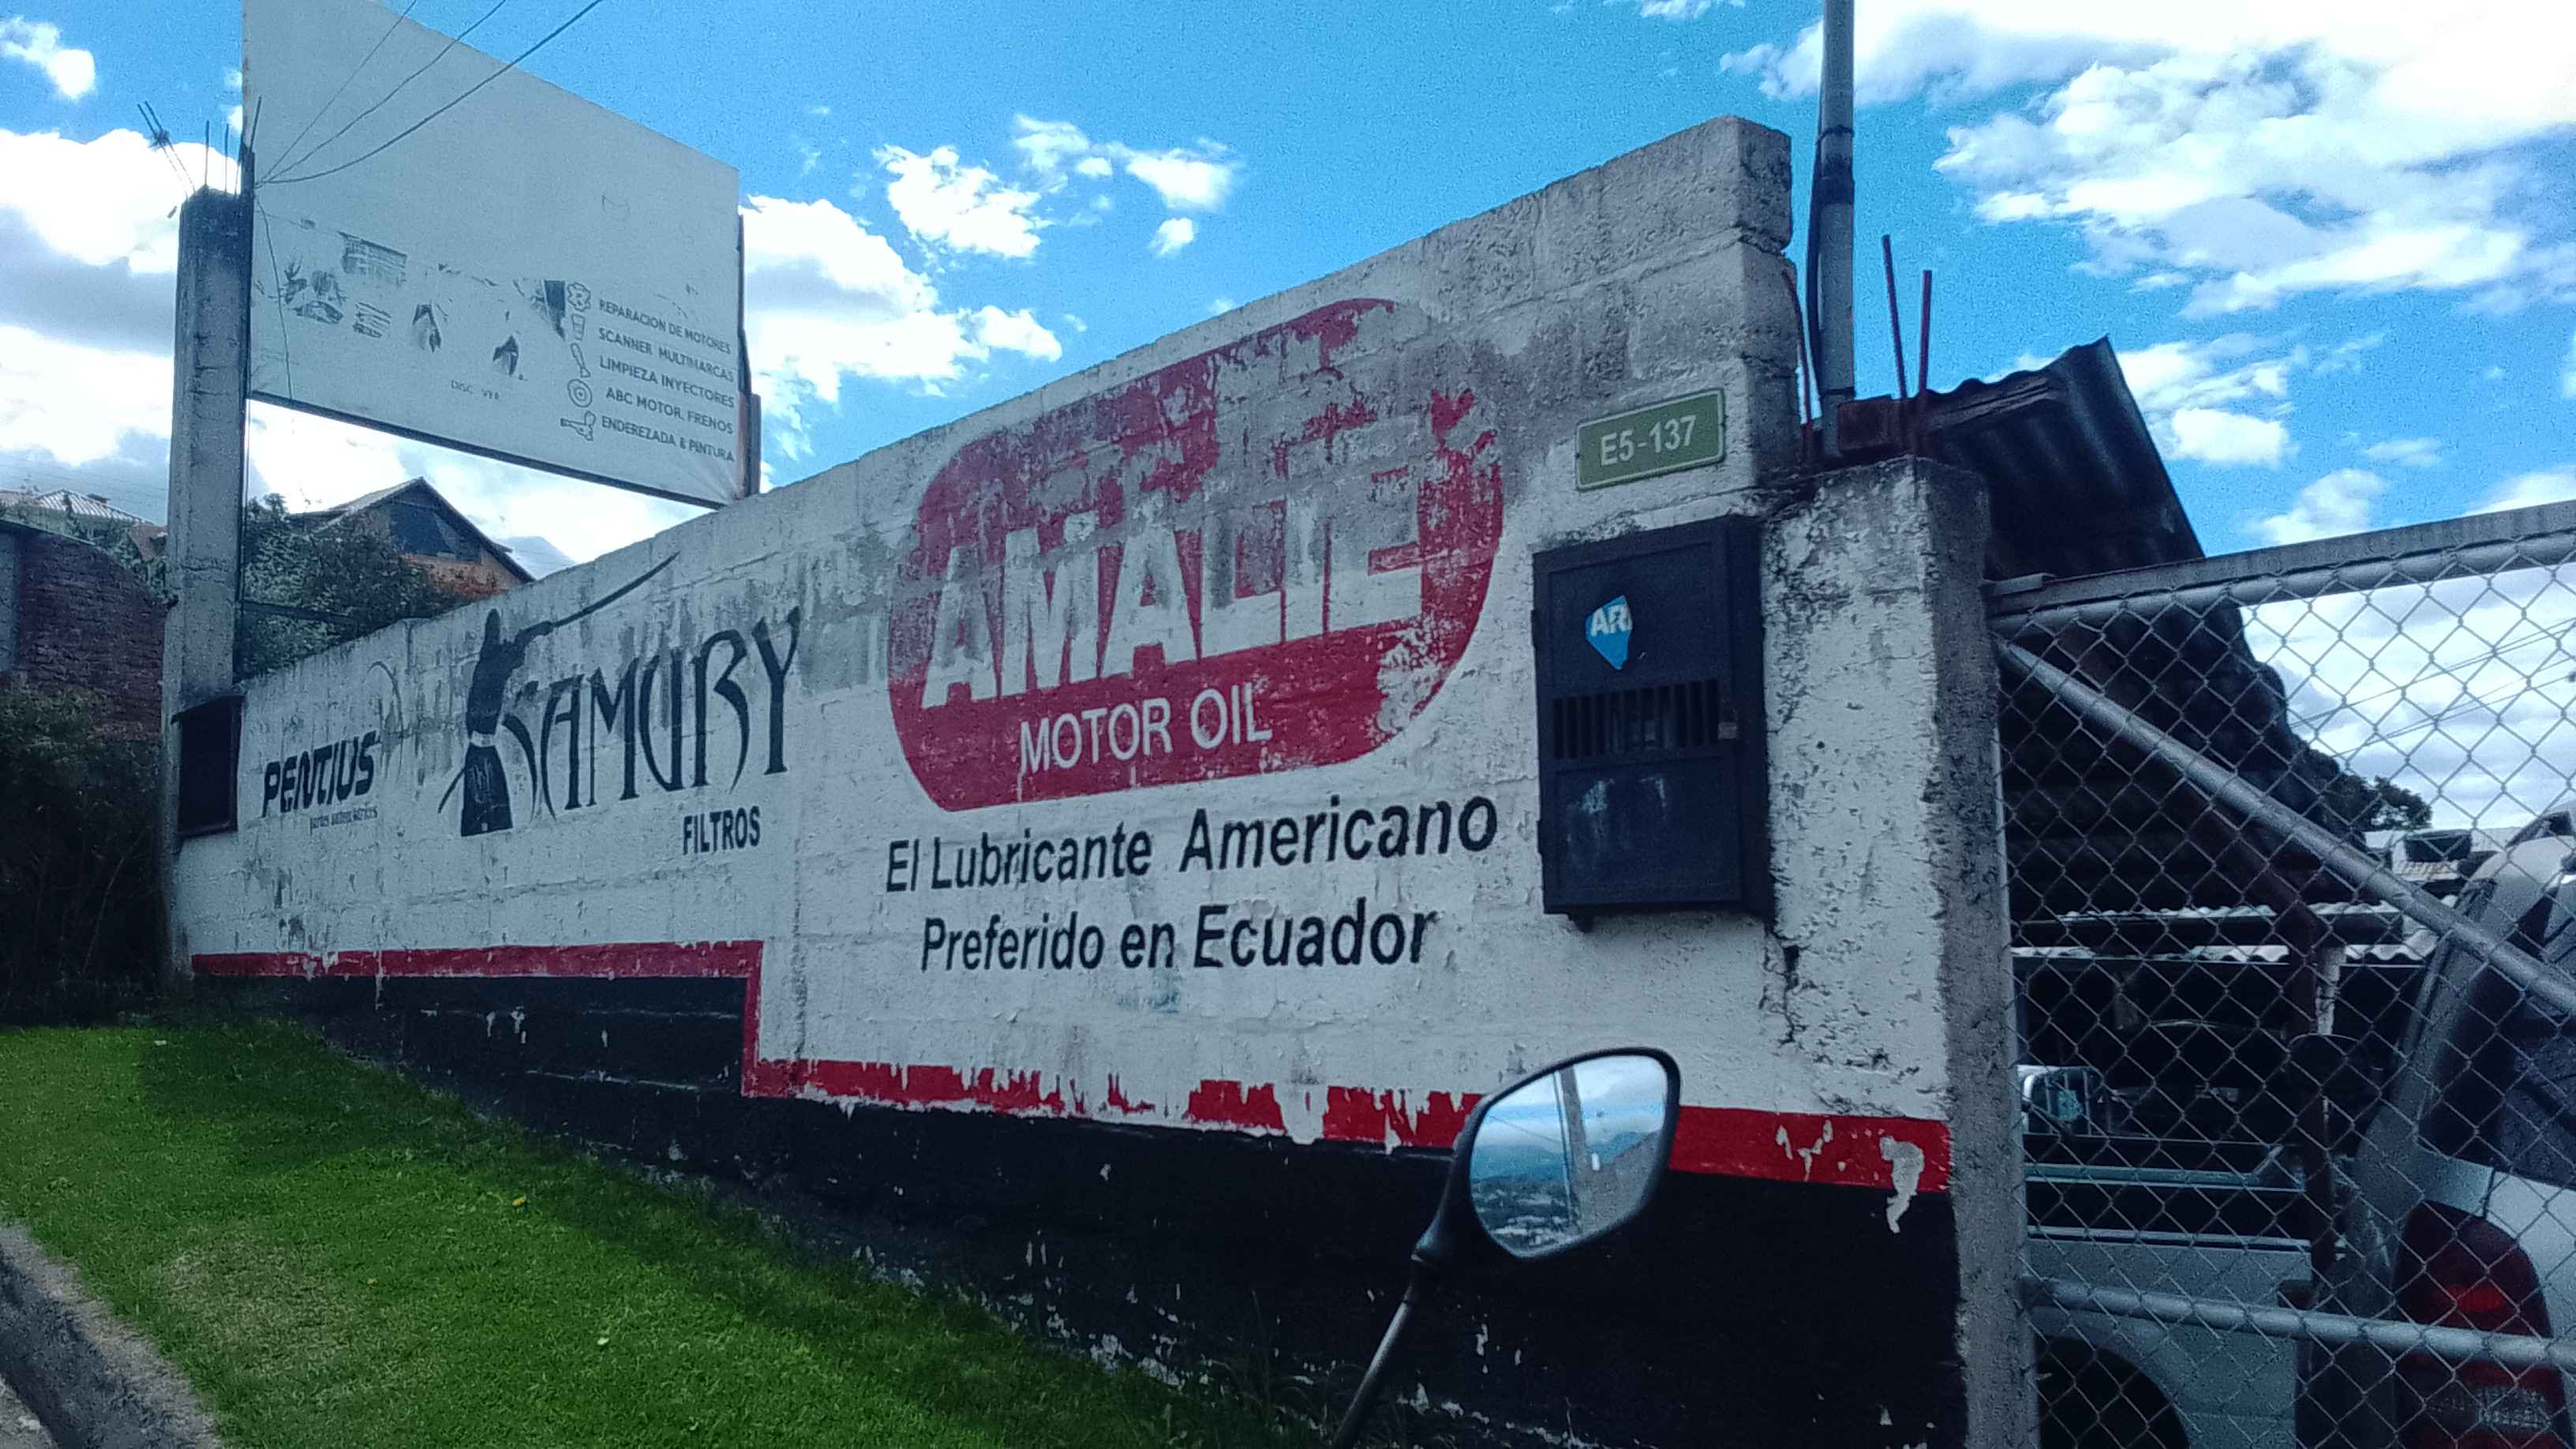 REPARACION DE MOTORES
SCANNER MULTIMARCAS
LIMPIEZA INYECTORES
ABC MOTOR, FRENOS
ENDEREZADA & PINTURA
PENTIUS
SAMURY
FILTROS
AMALIE
MOTOR OIL
El Lubricante Americano
Preferido en Ecuador
E5-137
AR